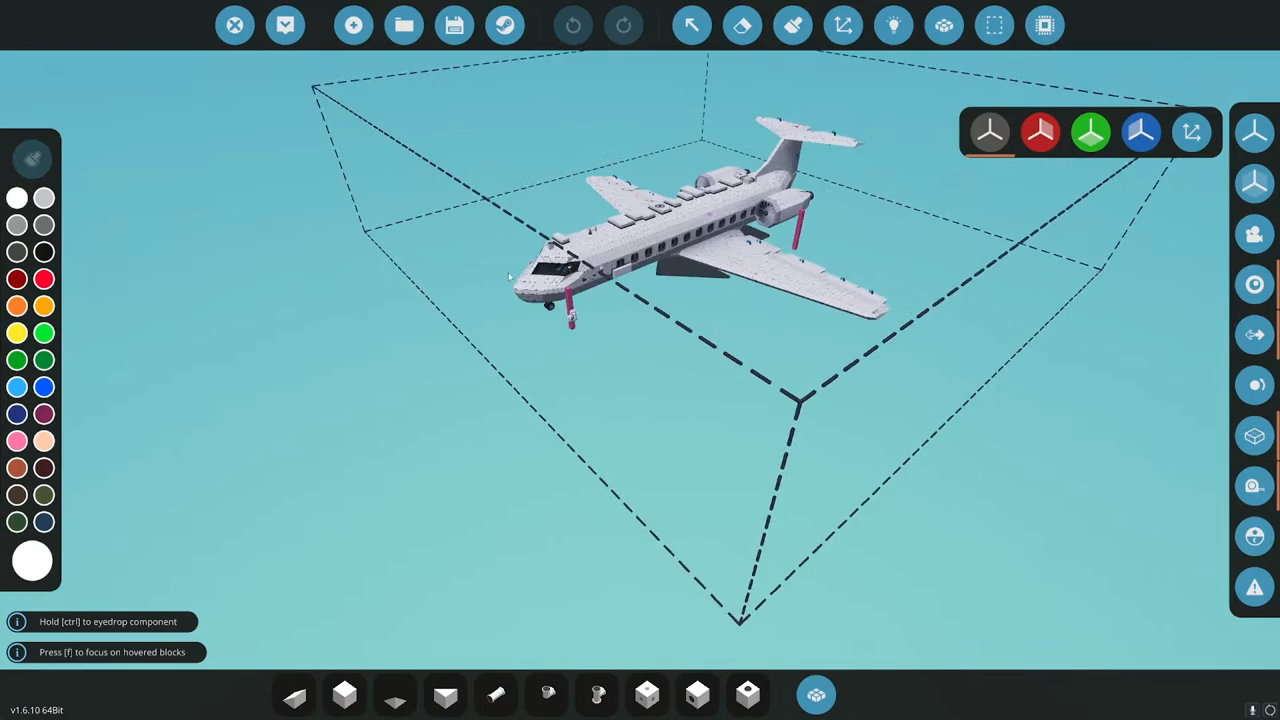 Hold [ctrl] to eyedrop component
Press [f] to focus on hovered blocks
v1.6.10 64Bit